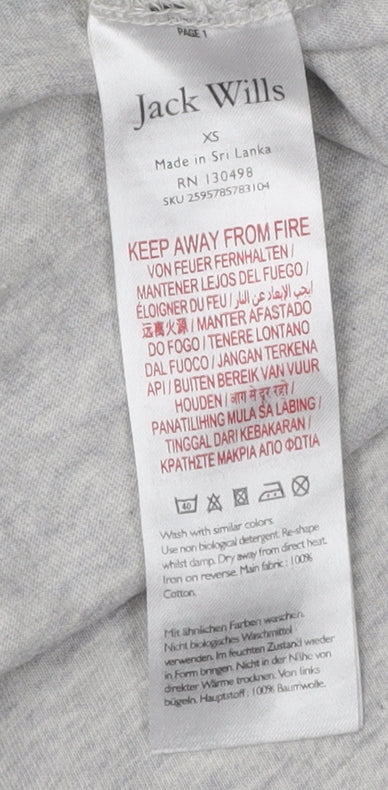 PAGE 1
Jack Wills
XS
Made in Sri Lanka
RN 130498
SKU 2595785783104
KEEP AWAY FROM FIRE
VON FEUER FERNHALTEN /
MANTENER LEJOS DEL FUEGO /
ÉLOIGNER DU FEU / يجب الإبعاد عن النار /
远离火源 / MANTER AFASTADO
DO FOGO / TENERE LONTANO
DAL FUOCO / JANGAN TERKENA
API / BUITEN BEREIK VAN VUUR
HOUDEN / आग से दूर रहो /
PANATILIHING MULA SA LABING /
TINGGAL DARI KEBAKARAN /
ΚΡΑΤΗΣΤΕ ΜΑΚΡΙΑ ΑΠΟ ΦΩΤΙΑ
40
Wash with similar colors.
Use non biological detergent. Re-shape
whilst damp. Dry away from direct heat.
Iron on reverse. Main fabric : 100%
Cotton.
Mit ähnlichen Farben waschen.
Nicht biologisches Waschmittel
verwenden. Im feuchten Zustand wieder
in Form bringen. Nicht in der Nähe von
direkter Wärme trocknen. Von links
bügeln. Hauptstoff : 100% Baumwolle.